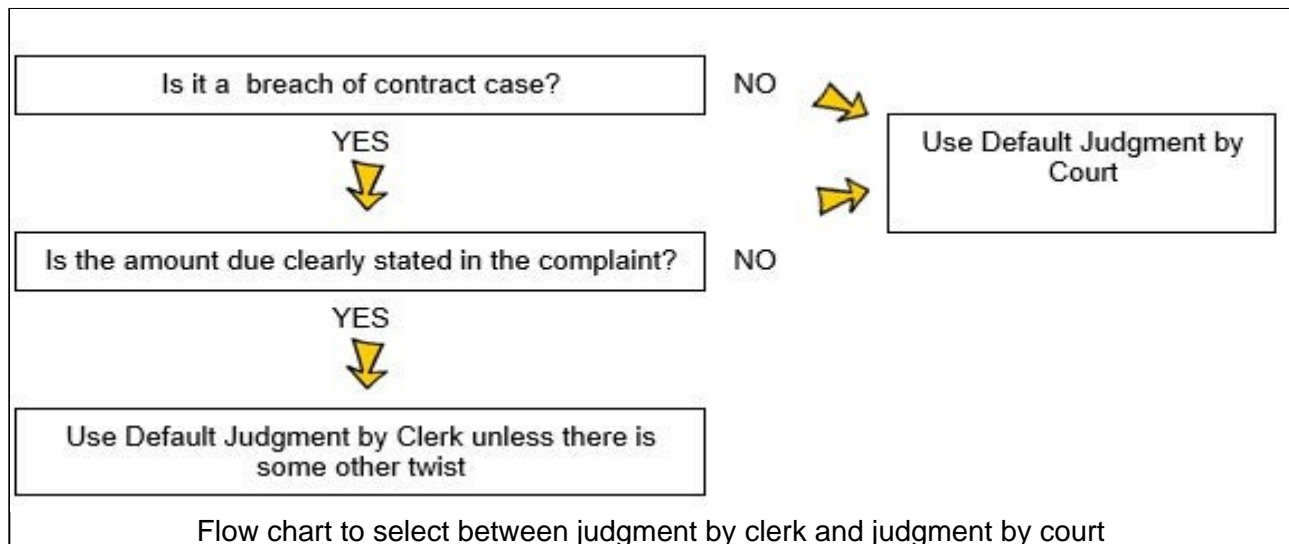 Is it a breach of contract case?
NO
YES
Use Default Judgment by
Court
Is the amount due clearly stated in the complaint?
NO
YES
Use Default Judgment by Clerk unless there is
some other twist
Flow chart to select between judgment by clerk and judgment by court